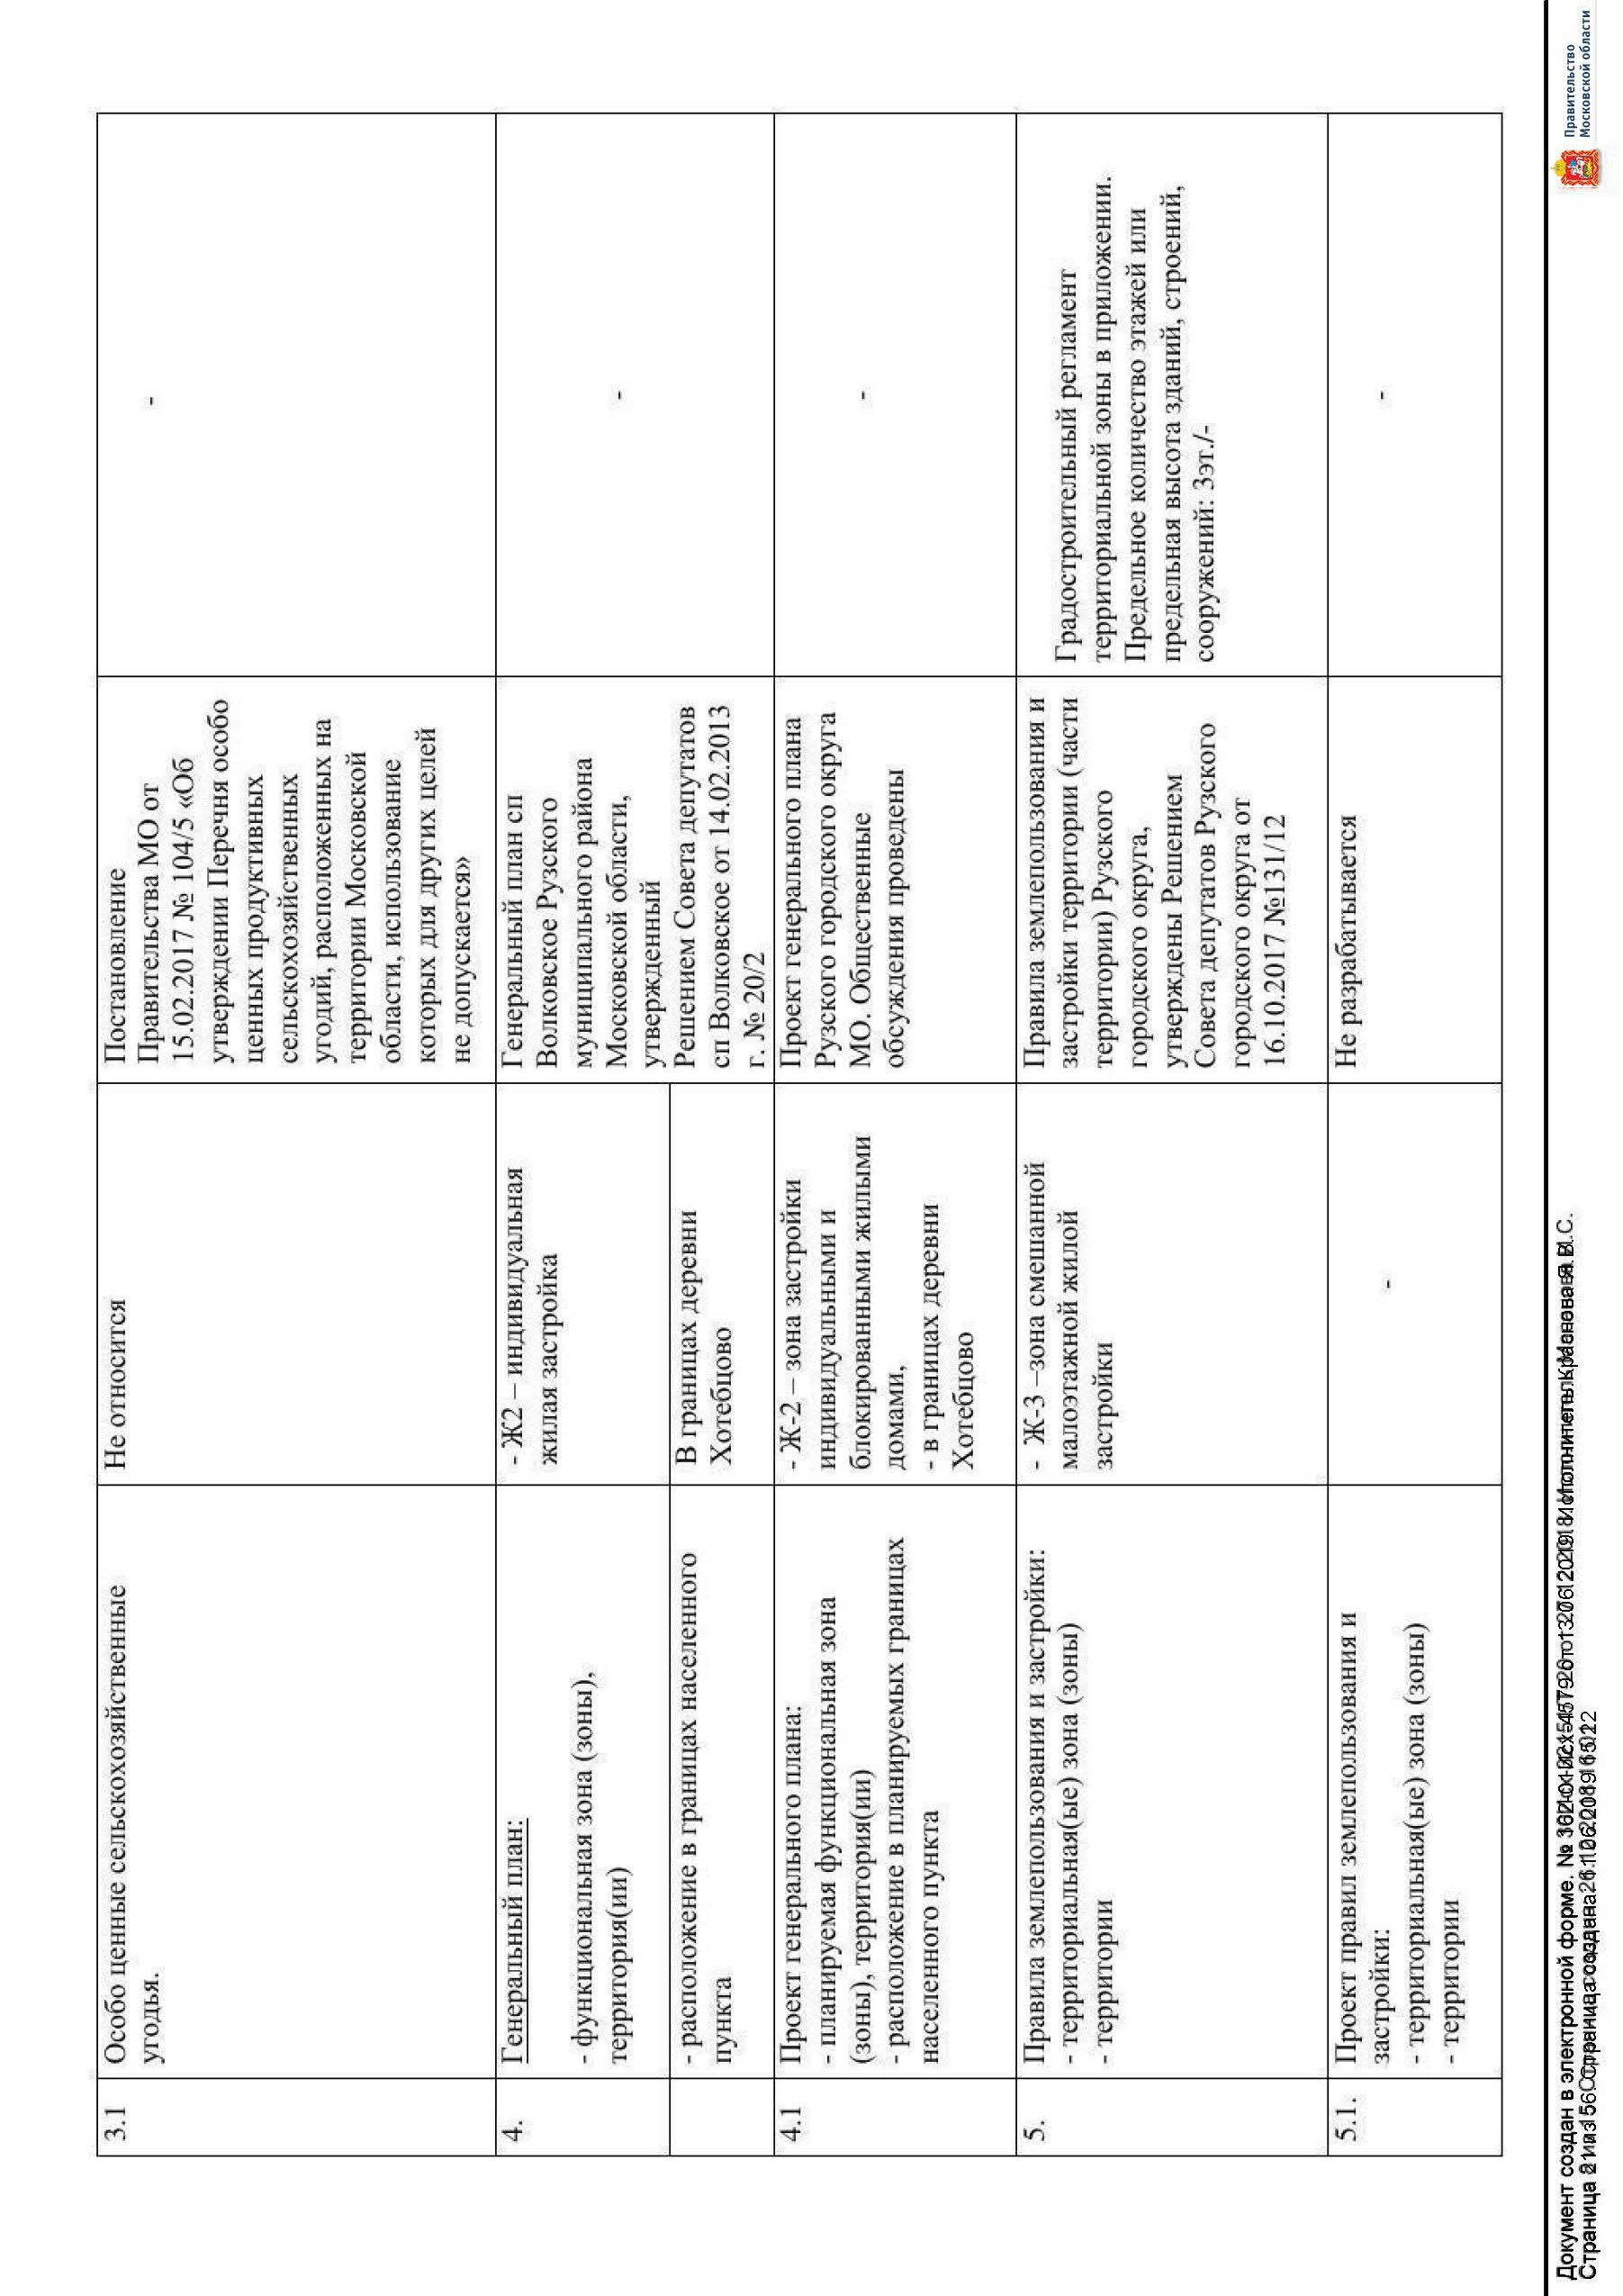 3.1
Особо ценные сельскохозяйственные
угодья.
Не относится
Постановление
Правительства МО от
15.02.2017 № 104/5 «Об
утверждении Перечня особо
ценных продуктивных
сельскохозяйственных
угодий, расположенных на
территории Московской
области, использование
которых для других целей
не допускается»
-
4.
Генеральный план:
- функциональная зона (зоны),
территория(ии)
- Ж2 – индивидуальная
жилая застройка
Генеральный план сп
Волковское Рузского
муниципального района
Московской области,
утвержденный
Решением Совета депутатов
сп Волковское от 14.02.2013
г. № 20/2
-
- расположение в границах населенного
пункта
В границах деревни
Хотебцово
4.1
Проект генерального плана:
- планируемая функциональная зона
(зоны), территория(ии)
- расположение в планируемых границах
населенного пункта
- Ж-2 – зона застройки
индивидуальными и
блокированными жилыми
домами,
- в границах деревни
Хотебцово
Проект генерального плана
Рузского городского округа
МО. Общественные
обсуждения проведены
-
5.
Правила землепользования и застройки:
- территориальная(ые) зона (зоны)
- территории
- Ж-3 –зона смешанной
малоэтажной жилой
застройки
Правила землепользования и
застройки территории (части
территории) Рузского
городского округа,
утверждены Решением
Совета депутатов Рузского
городского округа от
16.10.2017 №131/12
Градостроительный регламент
территориальной зоны в приложении.
Предельное количество этажей или
предельная высота зданий, строений,
сооружений: 3эт./-
5.1.
Проект правил землепользования и
застройки:
- территориальная(ые) зона (зоны)
- территории
-
Не разрабатывается
-
Документ создан в электронной форме. №
Страница
Правительство
Московской области